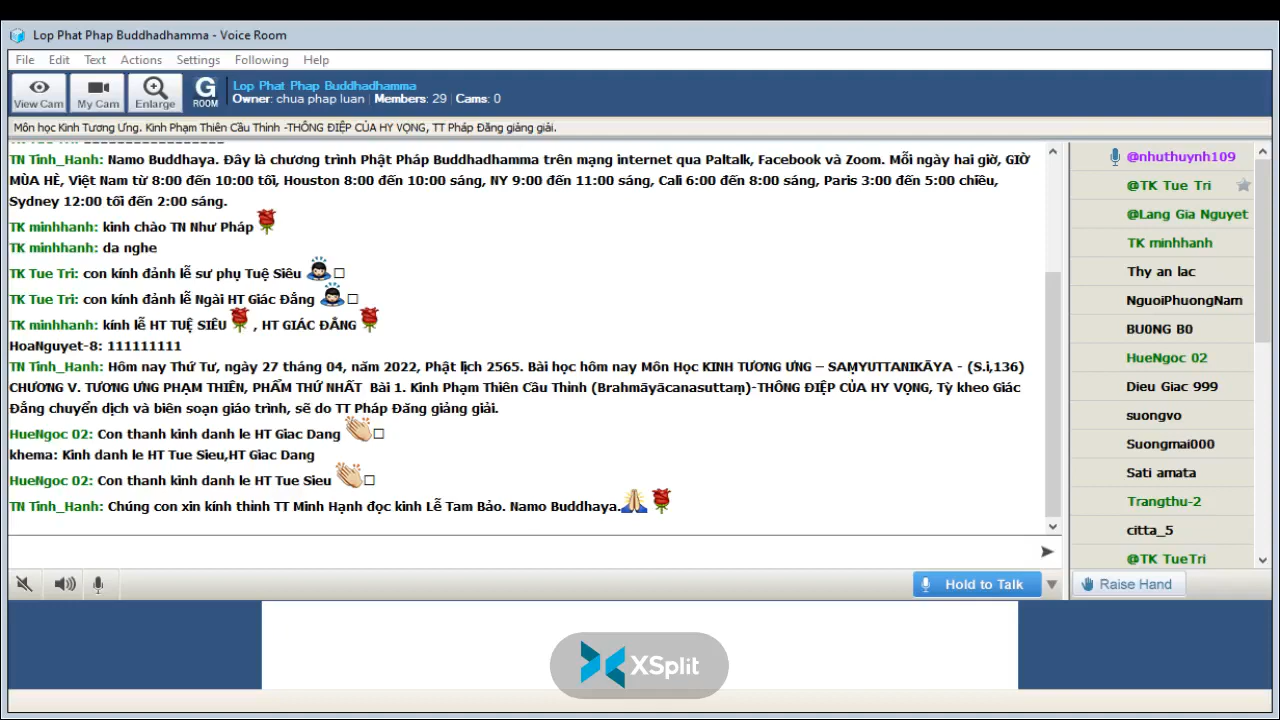 Lop Phat Phap Buddhadhamma - Voice Room
File Edit Text Actions Settings Following Help
View Cam My Cam Enlarge G ROOM
Lop Phat Phap Buddhadhamma
Owner: chua phap luan | Members: 29 | Cams: 0
Môn học Kinh Tương Ưng. Kinh Phạm Thiên Cầu Thỉnh -THÔNG ĐIỆP CỦA HY VỌNG, TT Pháp Đăng giảng giải.
TN Tinh_Hanh: Namo Buddhaya. Đây là chương trình Phật Pháp Buddhadhamma trên mạng internet qua Paltalk, Facebook và Zoom. Mỗi ngày hai giờ, GIỜ
MÙA HÈ, Việt Nam từ 8:00 đến 10:00 tối, Houston 8:00 đến 10:00 sáng, NY 9:00 đến 11:00 sáng, Cali 6:00 đến 8:00 sáng, Paris 3:00 đến 5:00 chiều,
Sydney 12:00 tối đến 2:00 sáng.
TK minhhanh: kinh chào TN Như Pháp
TK minhhanh: da nghe
TK Tue Tri: con kính đảnh lễ sư phụ Tuệ Siêu
TK Tue Tri: con kính đảnh lễ Ngài HT Giác Đẳng
TK minhhanh: kính lễ HT TUỆ SIÊU , HT GIÁC ĐẲNG
HoaNguyet-8: 111111111
TN Tinh_Hanh: Hôm nay Thứ Tư, ngày 27 tháng 04, năm 2022, Phật lịch 2565. Bài học hôm nay Môn Học KINH TƯƠNG ƯNG – SAṂYUTTANIKĀYA - (S.i,136)
CHƯƠNG V. TƯƠNG ƯNG PHẠM THIÊN, PHẨM THỨ NHẤT Bài 1. Kinh Phạm Thiên Cầu Thỉnh (Brahmāyācanasuttaṃ)-THÔNG ĐIỆP CỦA HY VỌNG, Tỳ kheo Giác
Đẳng chuyển dịch và biên soạn giáo trình, sẽ do TT Pháp Đăng giảng giải.
HueNgoc 02: Con thanh kinh danh le HT Giac Dang
khema: Kinh danh le HT Tue Sieu,HT Giac Dang
HueNgoc 02: Con thanh kinh danh le HT Tue Sieu
TN Tinh_Hanh: Chúng con xin kính thỉnh TT Minh Hạnh đọc kinh Lễ Tam Bảo. Namo Buddhaya.
@nhuthuynh109
@TK Tue Tri
@Lang Gia Nguyet
TK minhhanh
Thy an lac
NguoiPhuongNam
BU0NG B0
HueNgoc 02
Dieu Giac 999
suongvo
Suongmai000
Sati amata
Trangthu-2
citta_5
@TK TueTri
Hold to Talk
Raise Hand
XSplit